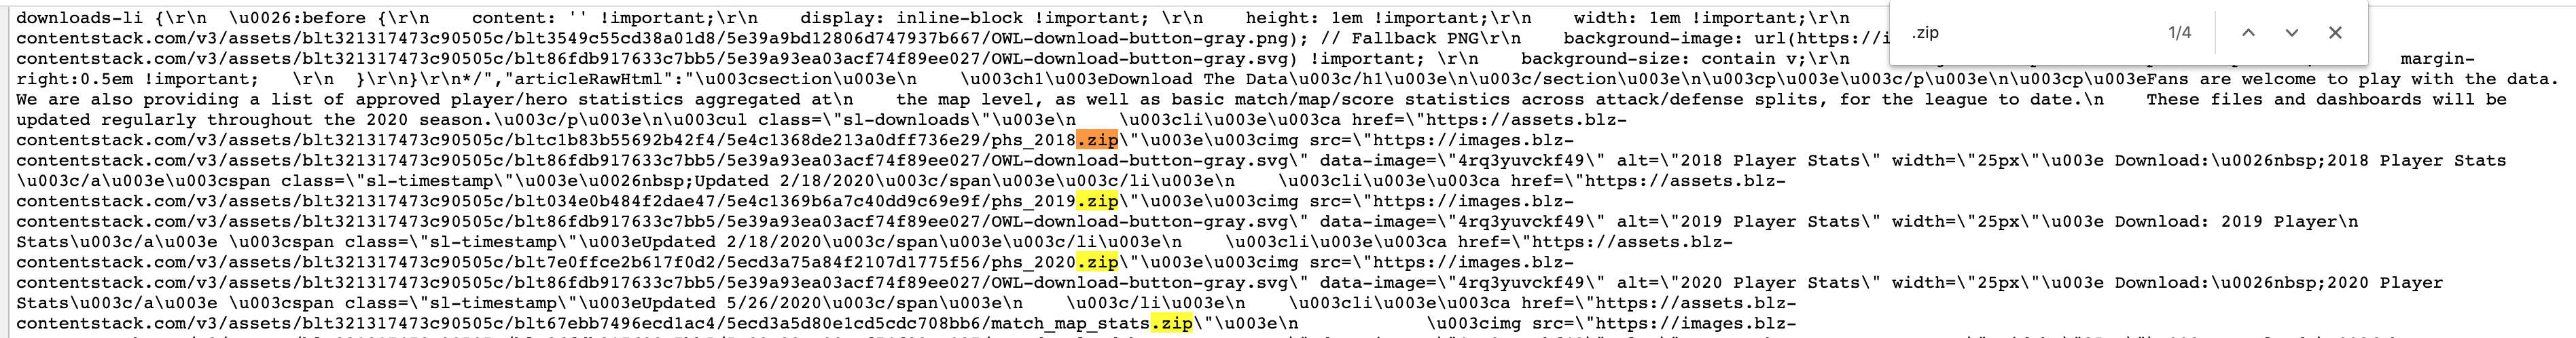 downloads-li {\r\n  \u0026:before {\r\n    content: '' !important;\r\n    display: inline-block !important; \r\n    height: 1em !important;\r\n    width: 1em !important;\r\n
.zip 1/4
contentstack.com/v3/assets/blt321317473c90505c/blt3549c55cd38a01d8/5e39a9bd12806d747937b667/OWL-download-button-gray.png); // Fallback PNG\r\n    background-image: url(https://i
contentstack.com/v3/assets/blt321317473c90505c/blt86fdb917633c7bb5/5e39a93ea03acf74f89ee027/OWL-download-button-gray.svg) !important; \r\n    background-size: contain v;\r\n margin-
right:0.5em !important;   \r\n  }\r\n}\r\n*/","articleRawHtml":"\u003csection\u003e\n    \u003ch1\u003eDownload The Data\u003c/h1\u003e\n\u003c/section\u003e\n\u003cp\u003e\u003c/p\u003e\n\u003cp\u003eFans are welcome to play with the data.
We are also providing a list of approved player/hero statistics aggregated at\n    the map level, as well as basic match/map/score statistics across attack/defense splits, for the league to date.\n    These files and dashboards will be
updated regularly throughout the 2020 season.\u003c/p\u003e\n\u003cul class=\"sl-downloads\"\u003e\n    \u003cli\u003e\u003ca href=\"https://assets.blz-
contentstack.com/v3/assets/blt321317473c90505c/bltc1b83b55692b42f4/5e4c1368de213a0dff736e29/phs_2018.zip\"\u003e\u003cimg src=\"https://images.blz-
contentstack.com/v3/assets/blt321317473c90505c/blt86fdb917633c7bb5/5e39a93ea03acf74f89ee027/OWL-download-button-gray.svg\" data-image=\"4rq3yuvckf49\" alt=\"2018 Player Stats\" width=\"25px\"\u003e Download:\u0026nbsp;2018 Player Stats
\u003c/a\u003e\u003cspan class=\"sl-timestamp\"\u003e\u0026nbsp;Updated 2/18/2020\u003c/span\u003e\u003c/li\u003e\n    \u003cli\u003e\u003ca href=\"https://assets.blz-
contentstack.com/v3/assets/blt321317473c90505c/blt034e0b484f2dae47/5e4c1369b6a7c40dd9c69e9f/phs_2019.zip\"\u003e\u003cimg src=\"https://images.blz-
contentstack.com/v3/assets/blt321317473c90505c/blt86fdb917633c7bb5/5e39a93ea03acf74f89ee027/OWL-download-button-gray.svg\" data-image=\"4rq3yuvckf49\" alt=\"2019 Player Stats\" width=\"25px\"\u003e Download: 2019 Player\n
Stats\u003c/a\u003e \u003cspan class=\"sl-timestamp\"\u003eUpdated 2/18/2020\u003c/span\u003e\u003c/li\u003e\n    \u003cli\u003e\u003ca href=\"https://assets.blz-
contentstack.com/v3/assets/blt321317473c90505c/blt7e0ffce2b617f0d2/5ecd3a75a84f2107d1775f56/phs_2020.zip\"\u003e\u003cimg src=\"https://images.blz-
contentstack.com/v3/assets/blt321317473c90505c/blt86fdb917633c7bb5/5e39a93ea03acf74f89ee027/OWL-download-button-gray.svg\" data-image=\"4rq3yuvckf49\" alt=\"2020 Player Stats\" width=\"25px\"\u003e Download:\u0026nbsp;2020 Player
Stats\u003c/a\u003e \u003cspan class=\"sl-timestamp\"\u003eUpdated 5/26/2020\u003c/span\u003e\n    \u003c/li\u003e\n    \u003cli\u003e\u003ca href=\"https://assets.blz-
contentstack.com/v3/assets/blt321317473c90505c/blt67ebb7496ecd1ac4/5ecd3a5d80e1cd5cdc708bb6/match_map_stats.zip\"\u003e\n            \u003cimg src=\"https://images.blz-